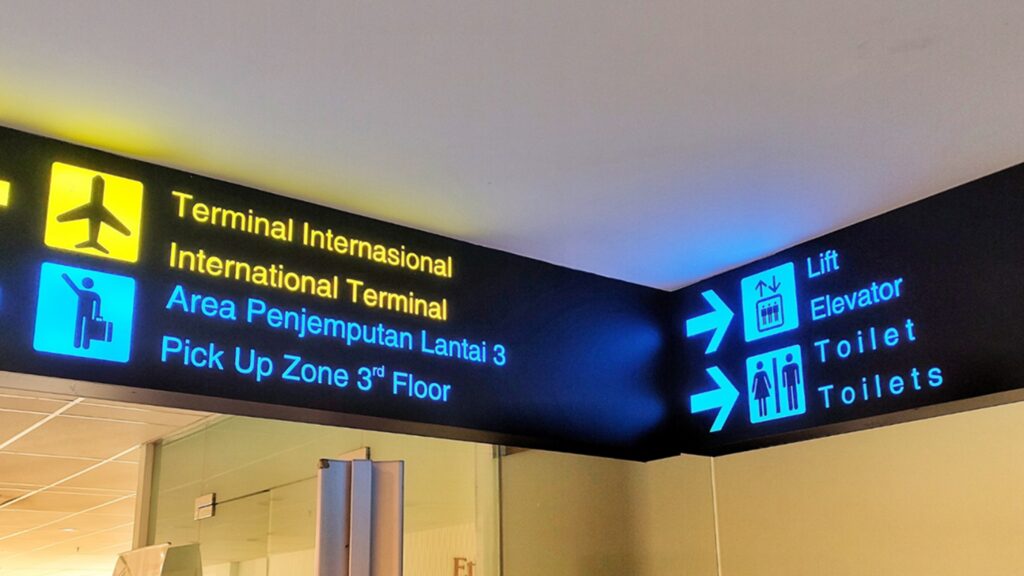 Terminal Internasional
International Terminal
Area Penjemputan Lantai 3
Pick Up Zone 3rd Floor
Lift
Elevator
Toilet
Toilets